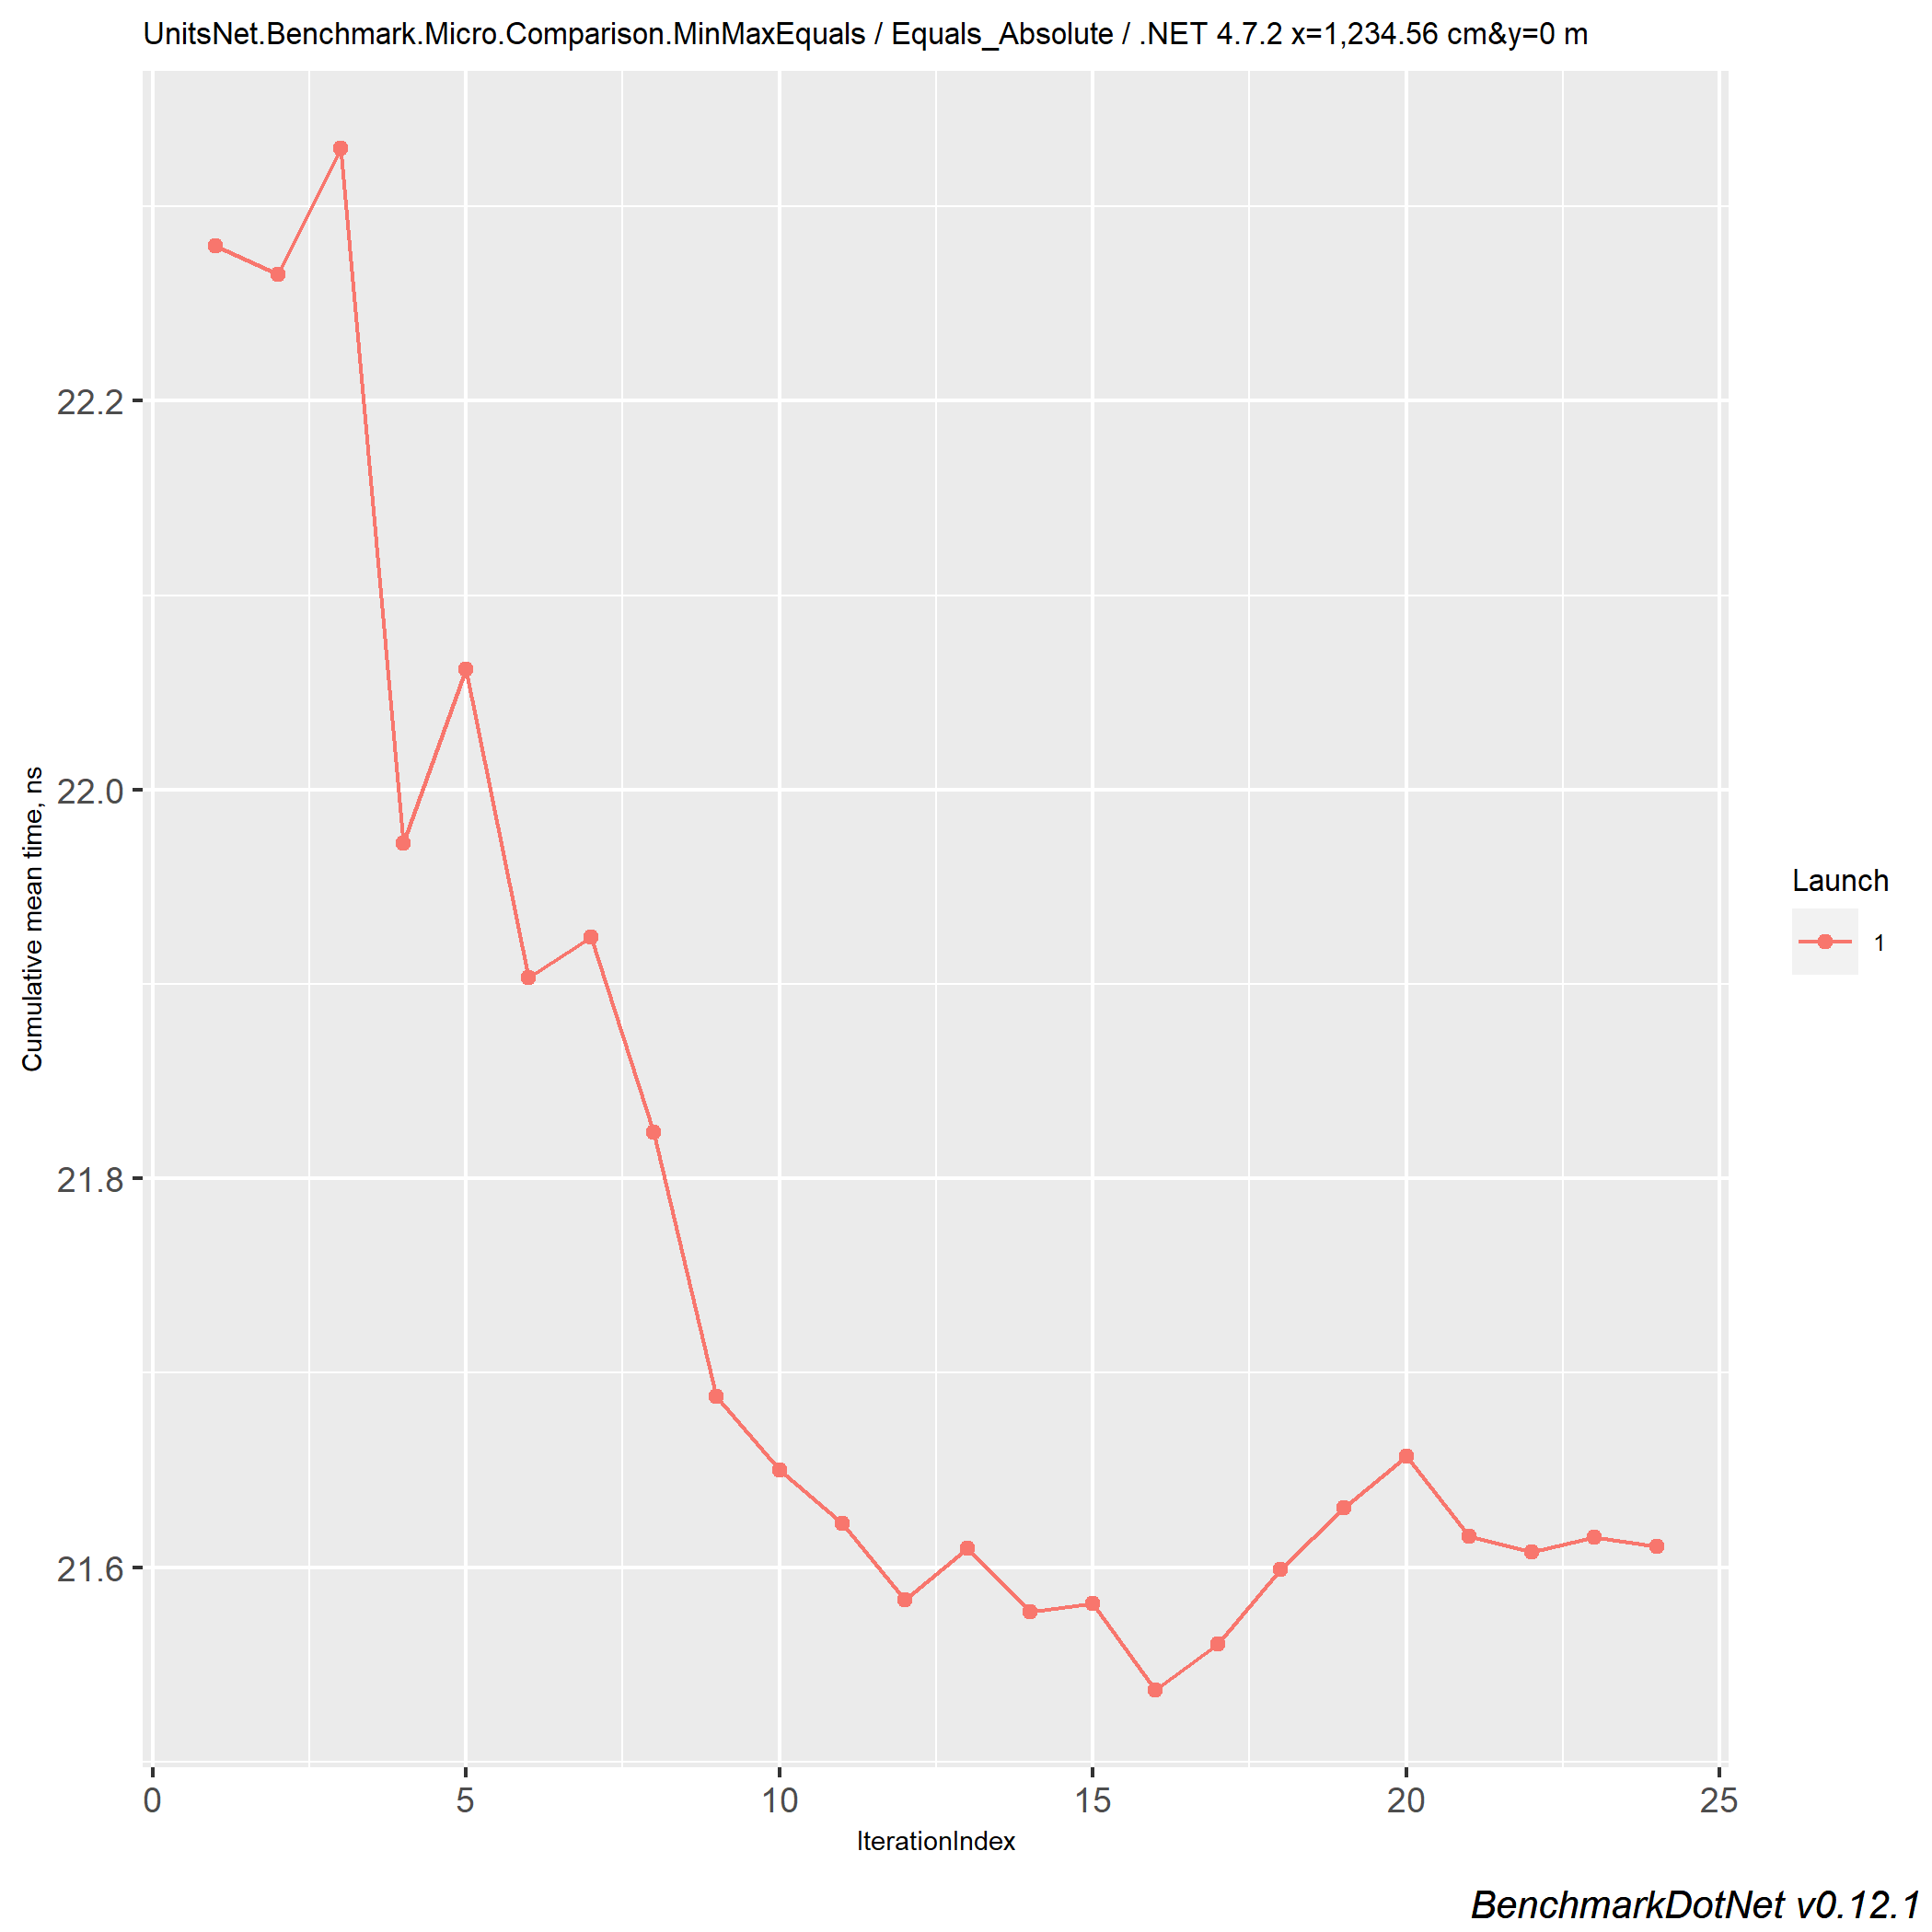 UnitsNet.Benchmark.Micro.Comparison.MinMaxEquals / Equals_Absolute / .NET 4.7.2 x=1,234.56 cm&y=0 m
22.2
22.0
21.8
21.6
Cumulative mean time, ns
0 5 10 15 20 25
IterationIndex
Launch
1
BenchmarkDotNet v0.12.1